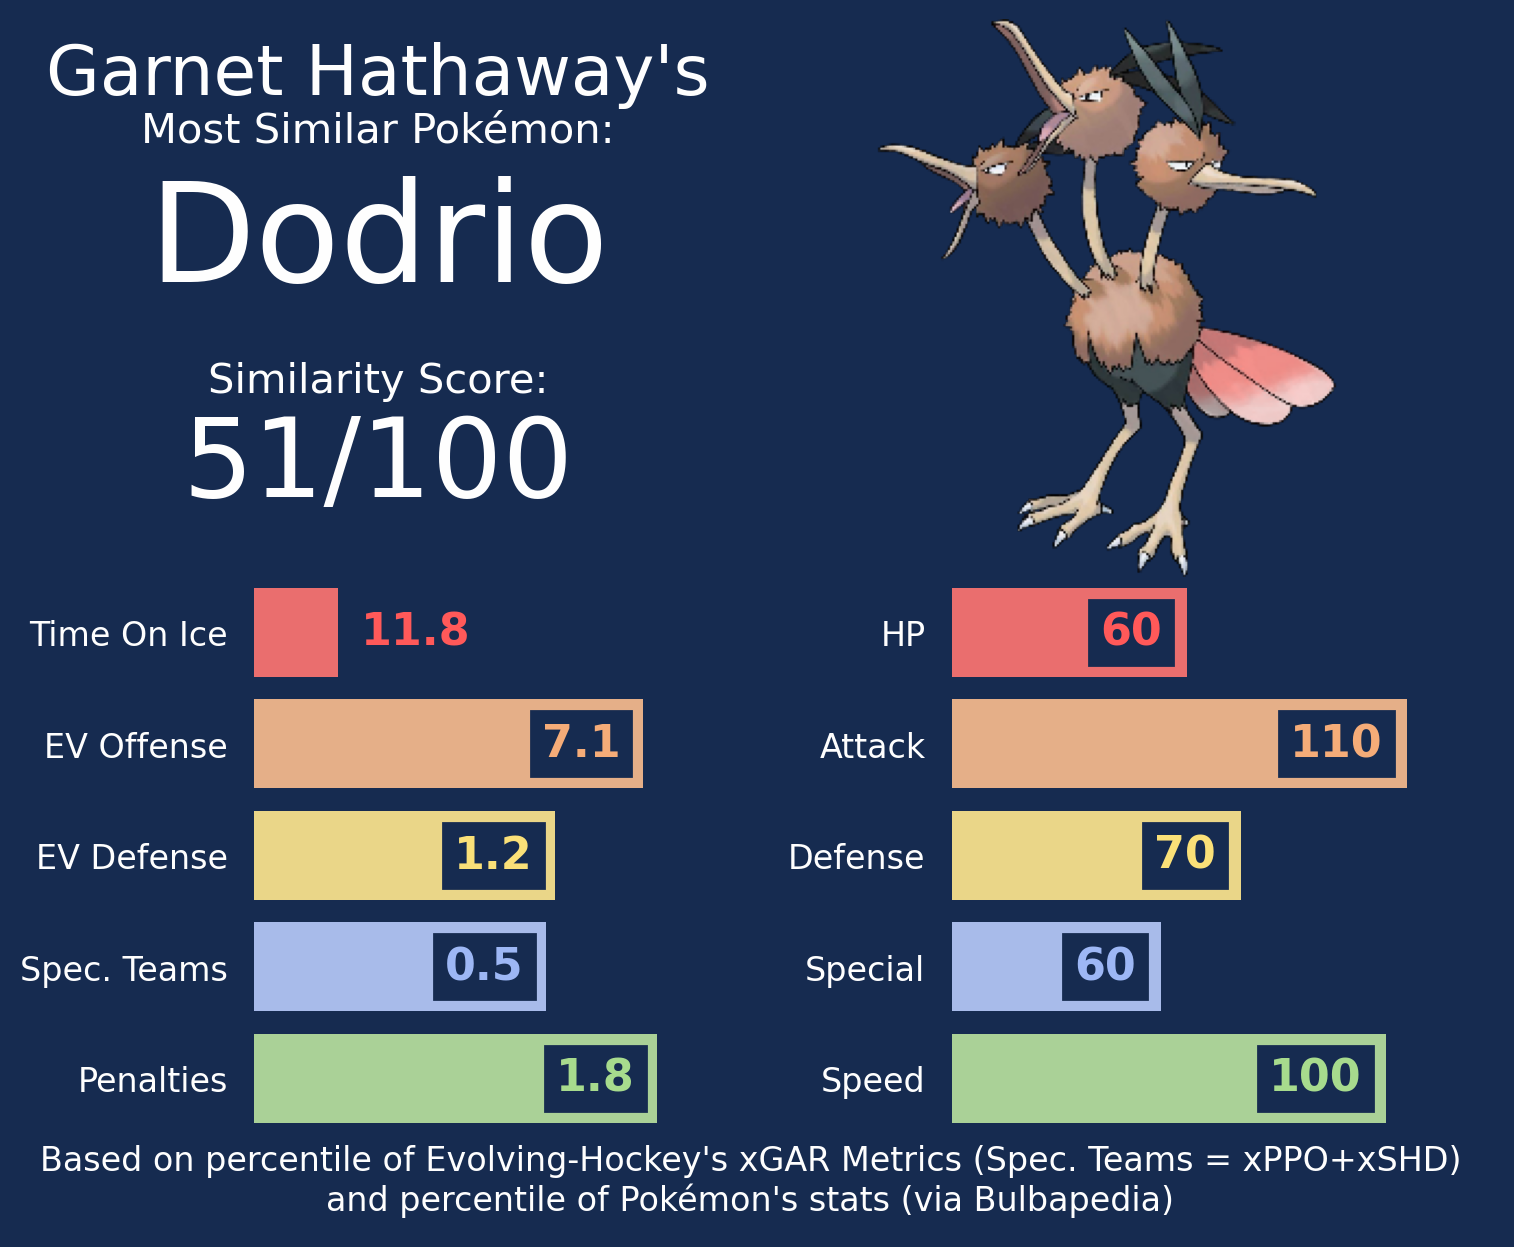 Garnet Hathaway's
Most Similar Pokémon:
Dodrio
Similarity Score:
51/100
Time On Ice 11.8
EV Offense 7.1
EV Defense 1.2
Spec. Teams 0.5
Penalties 1.8
HP 60
Attack 110
Defense 70
Special 60
Speed 100
Based on percentile of Evolving-Hockey's xGAR Metrics (Spec. Teams = xPPO+xSHD)
and percentile of Pokémon's stats (via Bulbapedia)